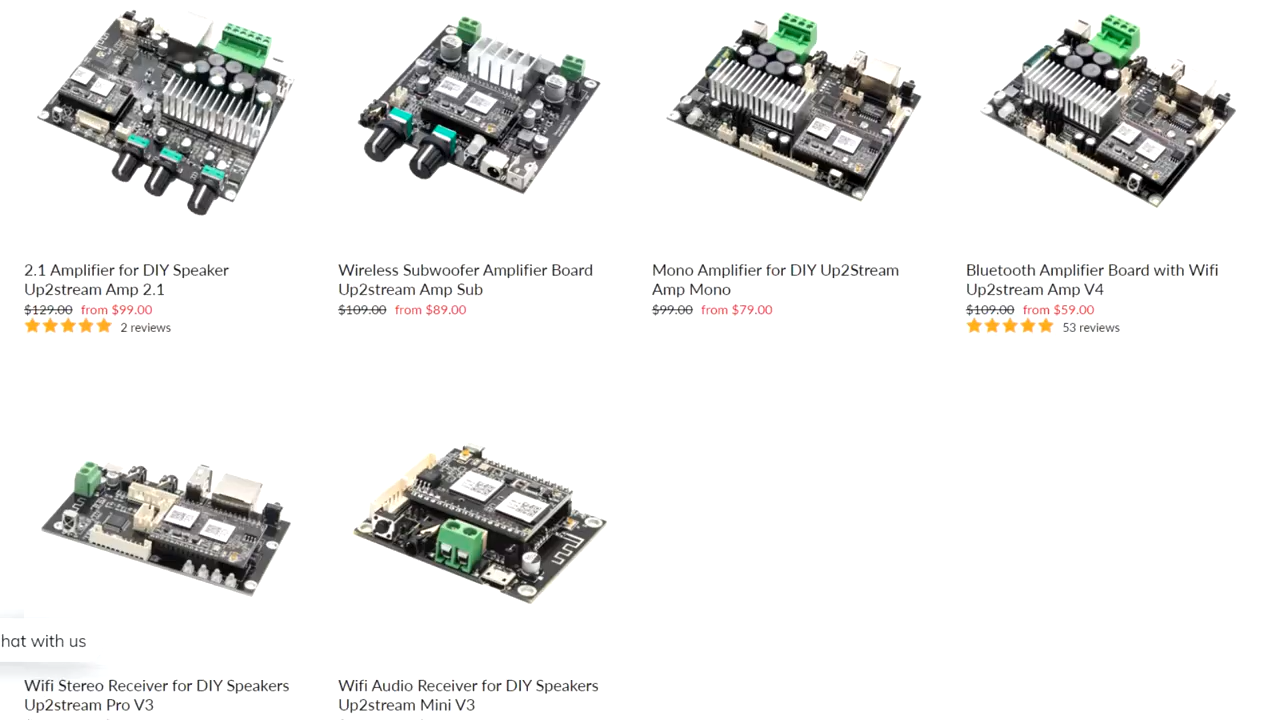 2.1 Amplifier for DIY Speaker
Up2stream Amp 2.1
$129.00 from $99.00
2 reviews
Wireless Subwoofer Amplifier Board
Up2stream Amp Sub
$109.00 from $89.00
Mono Amplifier for DIY Up2Stream
Amp Mono
$99.00 from $79.00
Bluetooth Amplifier Board with Wifi
Up2stream Amp V4
$109.00 from $59.00
53 reviews
hat with us
Wifi Stereo Receiver for DIY Speakers
Up2stream Pro V3
Wifi Audio Receiver for DIY Speakers
Up2stream Mini V3